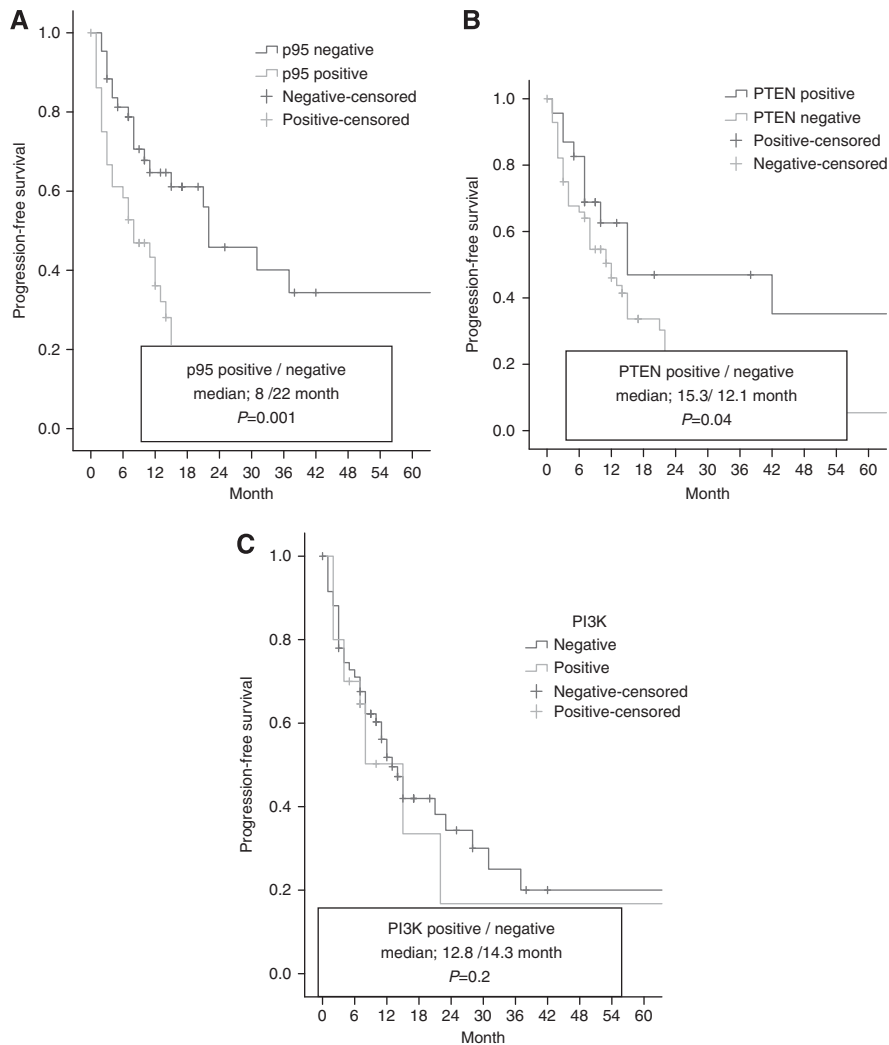 A
1.0
0.8
0.6
0.4
0.2
0.0
Progression-free survival
p95 negative
p95 positive
Negative-censored
Positive-censored
p95 positive / negative
median; 8 /22 month
P=0.001
0 6 12 18 24 30 36 42 48 54 60
Month
B
1.0
0.8
0.6
0.4
0.2
0.0
Progression-free survival
PTEN positive
PTEN negative
Positive-censored
Negative-censored
PTEN positive / negative
median; 15.3/ 12.1 month
P=0.04
0 6 12 18 24 30 36 42 48 54 60
Month
C
1.0
0.8
0.6
0.4
0.2
0.0
Progression-free survival
PI3K
Negative
Positive
Negative-censored
Positive-censored
PI3K positive / negative
median; 12.8 /14.3 month
P=0.2
0 6 12 18 24 30 36 42 48 54 60
Month